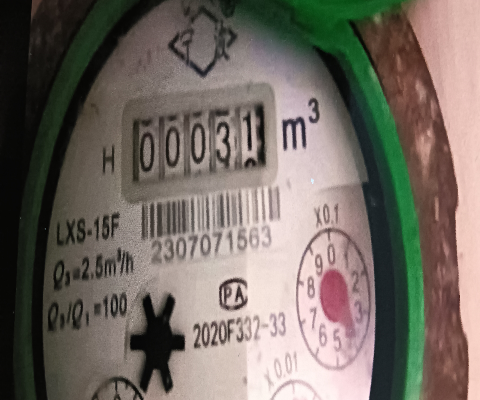 H 00031 m³
LXS-15F
2307071563
Q₃=2.5m³/h
Q₃/Q₁=100
PA
2020F332-33
X0.1
0 1 2 3 5 6 7 8 9
X0.01